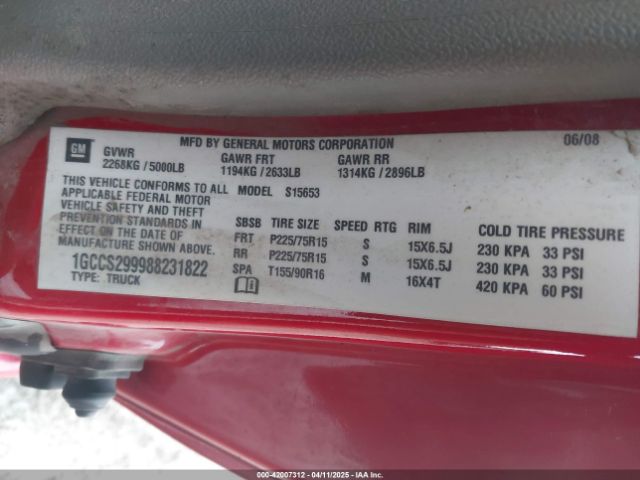 MFD BY GENERAL MOTORS CORPORATION 06/08
GM GVWR GAWR FRT GAWR RR
2268KG / 5000LB 1194KG / 2633LB 1314KG / 2896LB
THIS VEHICLE CONFORMS TO ALL MODEL S15653
APPLICABLE FEDERAL MOTOR
VEHICLE SAFETY AND THEFT
PREVENTION STANDARDS IN
EFFECT ON THE DATE OF
MANUFACTURE SHOWN ABOVE.
1GCCS299988231822
TYPE: TRUCK
SBSB TIRE SIZE SPEED RTG RIM COLD TIRE PRESSURE
FRT P225/75R15 S 15X6.5J 230 KPA 33 PSI
RR P225/75R15 S 15X6.5J 230 KPA 33 PSI
SPA T155/90R16 M 16X4T 420 KPA 60 PSI
IAA - 42007312 - 04/11/2025 - IAAI.com